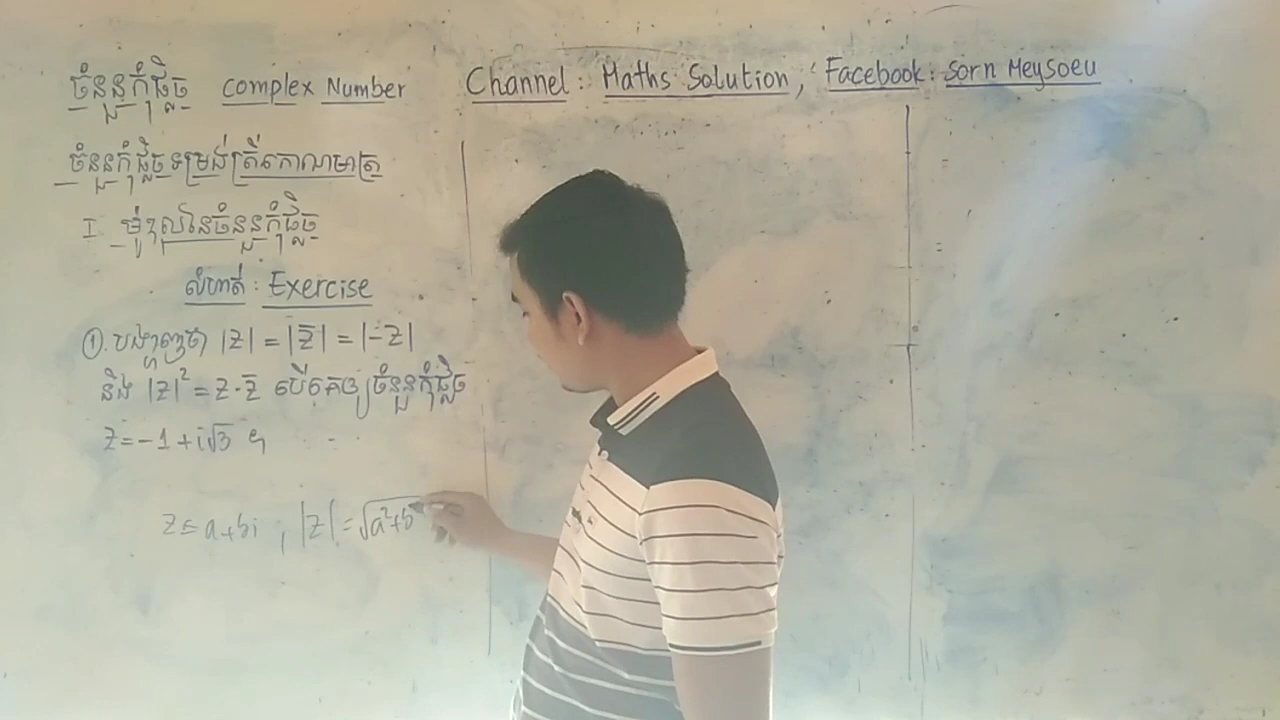 ចំនួនកុំផ្លិច Complex Number
Channel : Maths Solution, Facebook : Sorn Meysoeu
ចំនួនកុំផ្លិចទម្រង់ត្រីកោណមាត្រ
I. ម៉ូឌុលនៃចំនួនកុំផ្លិច
លំហាត់ : Exercise
①. បង្ហាញថា |z| = |z̄| = |-z|
និង |z|² = z · z̄ បើគេឲ្យចំនួនកុំផ្លិច
z = -1 + i√3 ។
z = a + bi , |z| = √a²+b